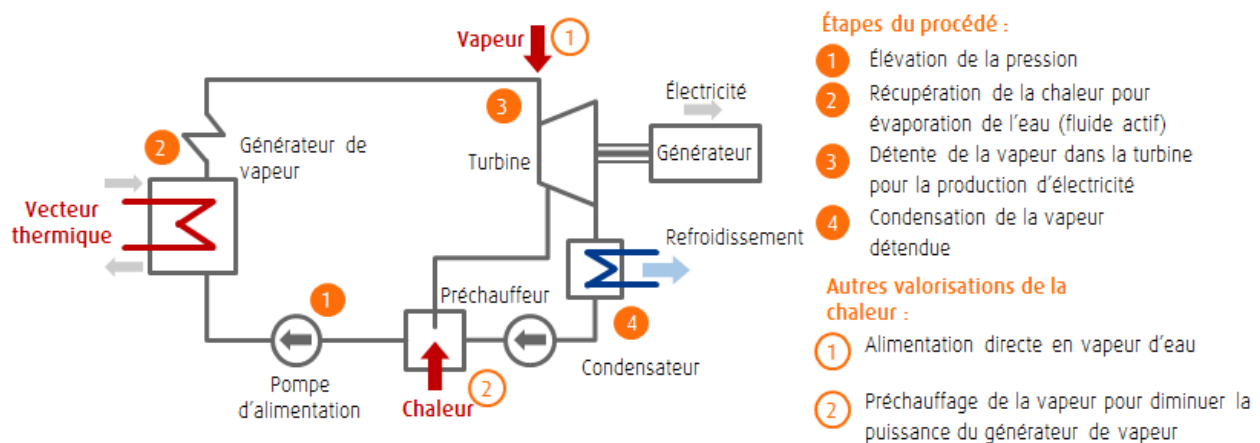 Vapeur
1
3
Électricité
2
Générateur de
vapeur
Turbine
Générateur
Vecteur
thermique
Refroidissement
1
Préchauffeur
4
Pompe
d'alimentation
Chaleur
2
Condensateur
Étapes du procédé :
1 Élévation de la pression
2 Récupération de la chaleur pour
évaporation de l'eau (fluide actif)
3 Détente de la vapeur dans la turbine
pour la production d'électricité
4 Condensation de la vapeur
détendue
Autres valorisations de la
chaleur :
1 Alimentation directe en vapeur d'eau
2 Préchauffage de la vapeur pour diminuer la
puissance du générateur de vapeur